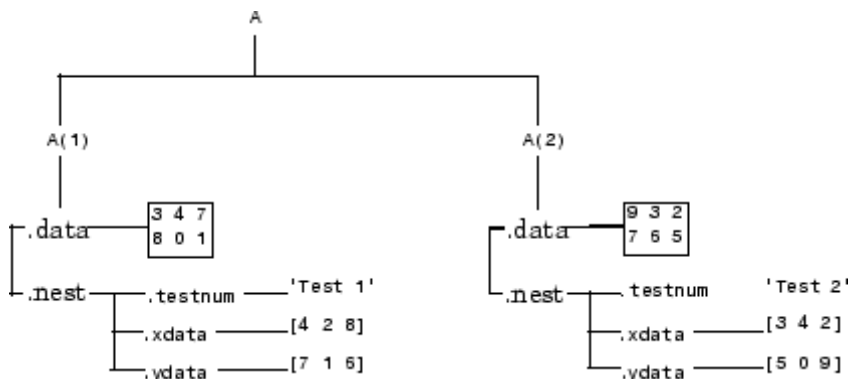 A
A(1) A(2)
.data 3 4 7 .data 9 3 2
8 0 1 7 6 5
.nest .testnum 'Test 1' .nest .testnum 'Test 2'
.xdata [4 2 8] .xdata [3 4 2]
.ydata [7 1 6] .ydata [5 0 9]